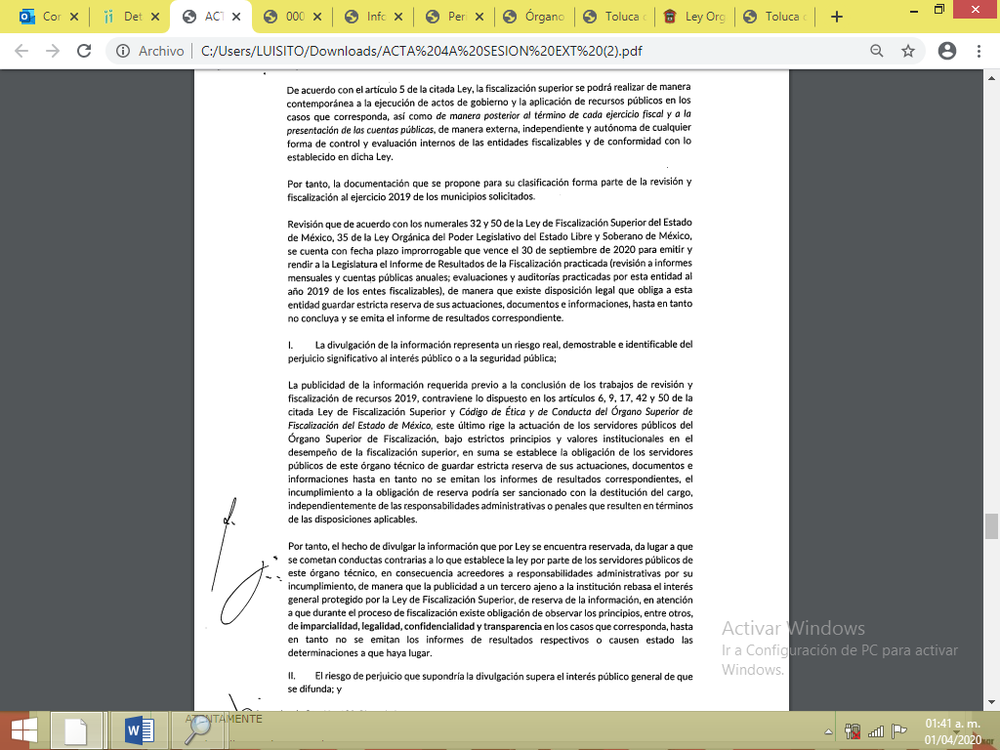 Cor
Det
ACT
000
Info
Peri
Órgano
Toluca
Ley Org
Toluca
Archivo
C:/Users/LUISITO/Downloads/ACTA%204A%20SESION%20EXT%20(2).pdf
De acuerdo con el artículo 5 de la citada Ley, la fiscalización superior se podrá realizar de manera
contemporánea a la ejecución de actos de gobierno y la aplicación de recursos públicos en los
casos que corresponda, así como de manera posterior al término de cada ejercicio fiscal y a la
presentación de las cuentas públicas, de manera externa, independiente y autónoma de cualquier
forma de control y evaluación internos de las entidades fiscalizables y de conformidad con lo
establecido en dicha Ley.
Por tanto, la documentación que se propone para su clasificación forma parte de la revisión y
fiscalización al ejercicio 2019 de los municipios solicitados.
Revisión que de acuerdo con los numerales 32 y 50 de la Ley de Fiscalización Superior del Estado
de México, 35 de la Ley Orgánica del Poder Legislativo del Estado Libre y Soberano de México,
se cuenta con fecha plazo improrrogable que vence el 30 de septiembre de 2020 para emitir y
rendir a la Legislatura el Informe de Resultados de la Fiscalización practicada (revisión a informes
mensuales y cuentas públicas anuales; evaluaciones y auditorías practicadas por esta entidad al
año 2019 de los entes fiscalizables), de manera que existe disposición legal que obliga a esta
entidad guardar estricta reserva de sus actuaciones, documentos e informaciones, hasta en tanto
no concluya y se emita el informe de resultados correspondiente.
I. La divulgación de la información representa un riesgo real, demostrable e identificable del
perjuicio significativo al interés público o a la seguridad pública;
La publicidad de la información requerida previo a la conclusión de los trabajos de revisión y
fiscalización de recursos 2019, contraviene lo dispuesto en los artículos 6, 9, 17, 42 y 50 de la
citada Ley de Fiscalización Superior y Código de Ética y de Conducta del Órgano Superior de
Fiscalización del Estado de México, este último rige la actuación de los servidores públicos del
Órgano Superior de Fiscalización, bajo estrictos principios y valores institucionales en el
desempeño de la fiscalización superior, en suma se establece la obligación de los servidores
públicos de este órgano técnico de guardar estricta reserva de sus actuaciones, documentos e
informaciones hasta en tanto no se emitan los informes de resultados correspondientes, el
incumplimiento a la obligación de reserva podría ser sancionado con la destitución del cargo,
independientemente de las responsabilidades administrativas o penales que resulten en términos
de las disposiciones aplicables.
Por tanto, el hecho de divulgar la información que por Ley se encuentra reservada, da lugar a que
se cometan conductas contrarias a lo que establece la ley por parte de los servidores públicos de
este órgano técnico, en consecuencia acreedores a responsabilidades administrativas por su
incumplimiento, de manera que la publicidad a un tercero ajeno a la institución rebasa el interés
general protegido por la Ley de Fiscalización Superior, de reserva de la información, en atención
a que durante el proceso de fiscalización existe obligación de observar los principios, entre otros,
de imparcialidad, legalidad, confidencialidad y transparencia en los casos que corresponda, hasta
en tanto no se emitan los informes de resultados respectivos o causen estado las
determinaciones a que haya lugar.
II. El riesgo de perjuicio que supondría la divulgación supera el interés público general de que
se difunda; y
Activar Windows
Ir a Configuración de PC para activar
Windows.
ATENTAMENTE
01:41 a. m.
01/04/2020